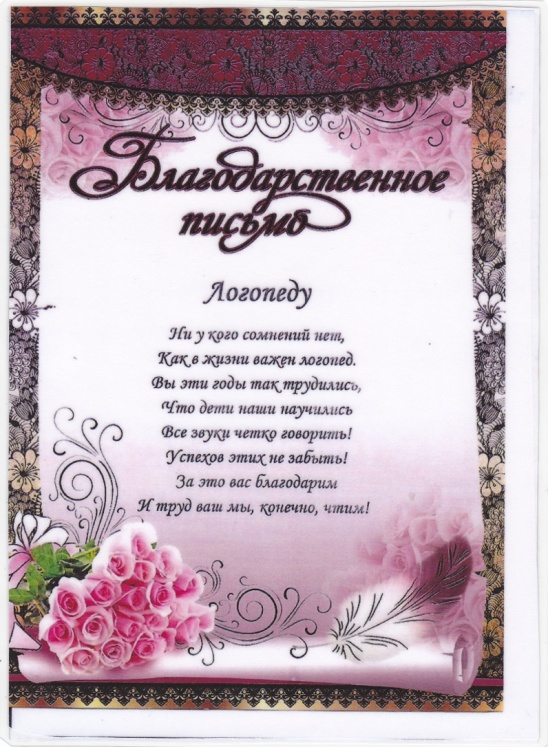 Благодарственное
письмо
Логопеду
Ни у кого сомнений нет,
Как в жизни важен логопед.
Вы эти годы так трудились,
Что дети наши научились
Все звуки четко говорить!
Успехов этих не забыть!
За это вас благодарим
И труд ваш мы, конечно, чтим!